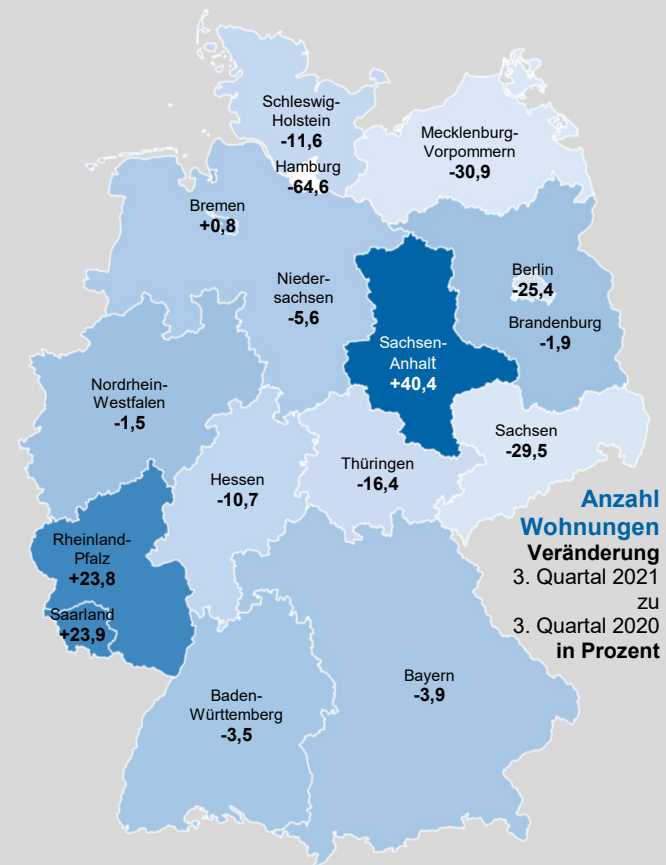 Schleswig-
Holstein
-11,6
Mecklenburg-
Vorpommern
-30,9
Hamburg
-64,6
Bremen
+0,8
Nieder-
sachsen
-5,6
Berlin
-25,4
Brandenburg
-1,9
Sachsen-
Anhalt
+40,4
Nordrhein-
Westfalen
-1,5
Hessen
-10,7
Thüringen
-16,4
Sachsen
-29,5
Rheinland-
Pfalz
+23,8
Saarland
+23,9
Baden-
Württemberg
-3,5
Bayern
-3,9
Anzahl
Wohnungen
Veränderung
3. Quartal 2021
zu
3. Quartal 2020
in Prozent